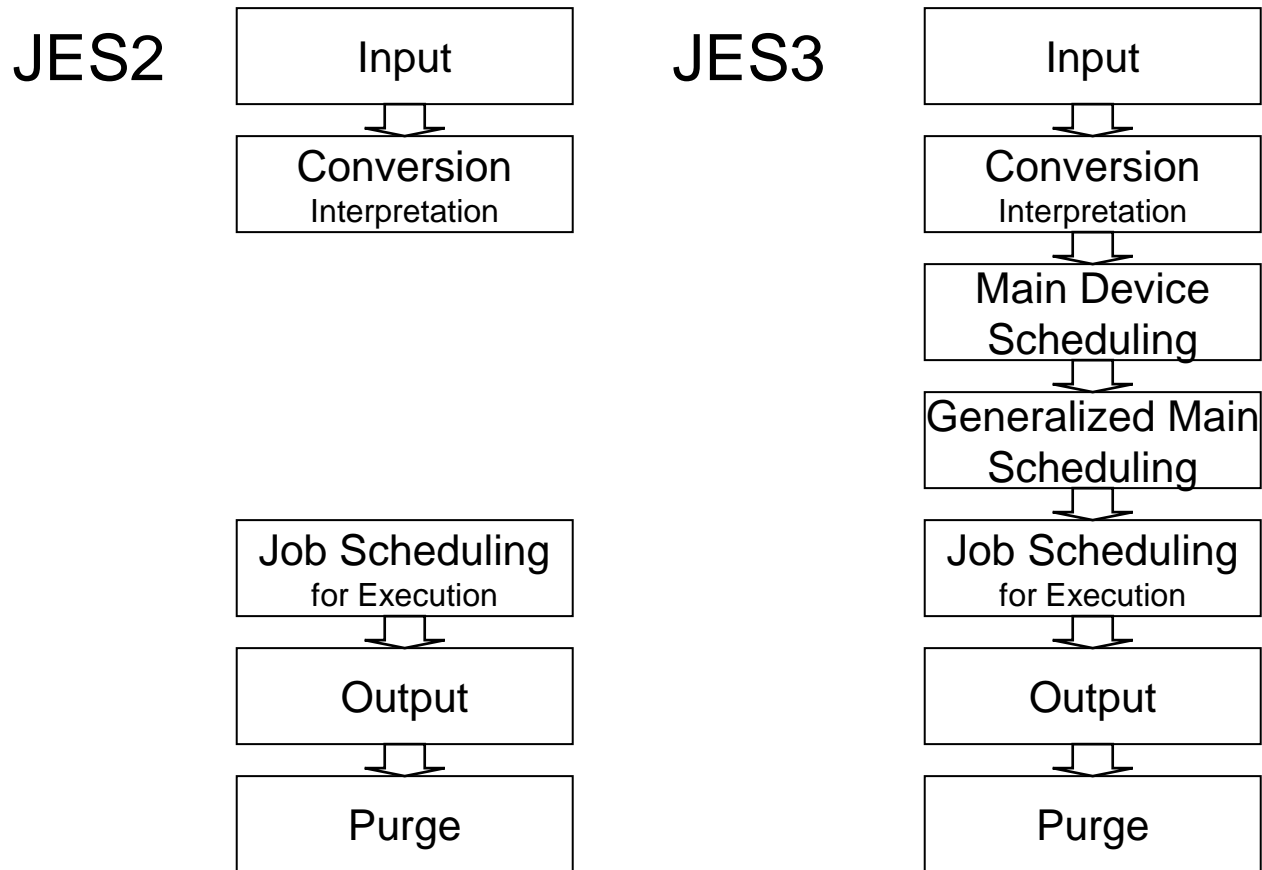 JES2
Input
Conversion
Interpretation
Job Scheduling
for Execution
Output
Purge
JES3
Input
Conversion
Interpretation
Main Device
Scheduling
Generalized Main
Scheduling
Job Scheduling
for Execution
Output
Purge